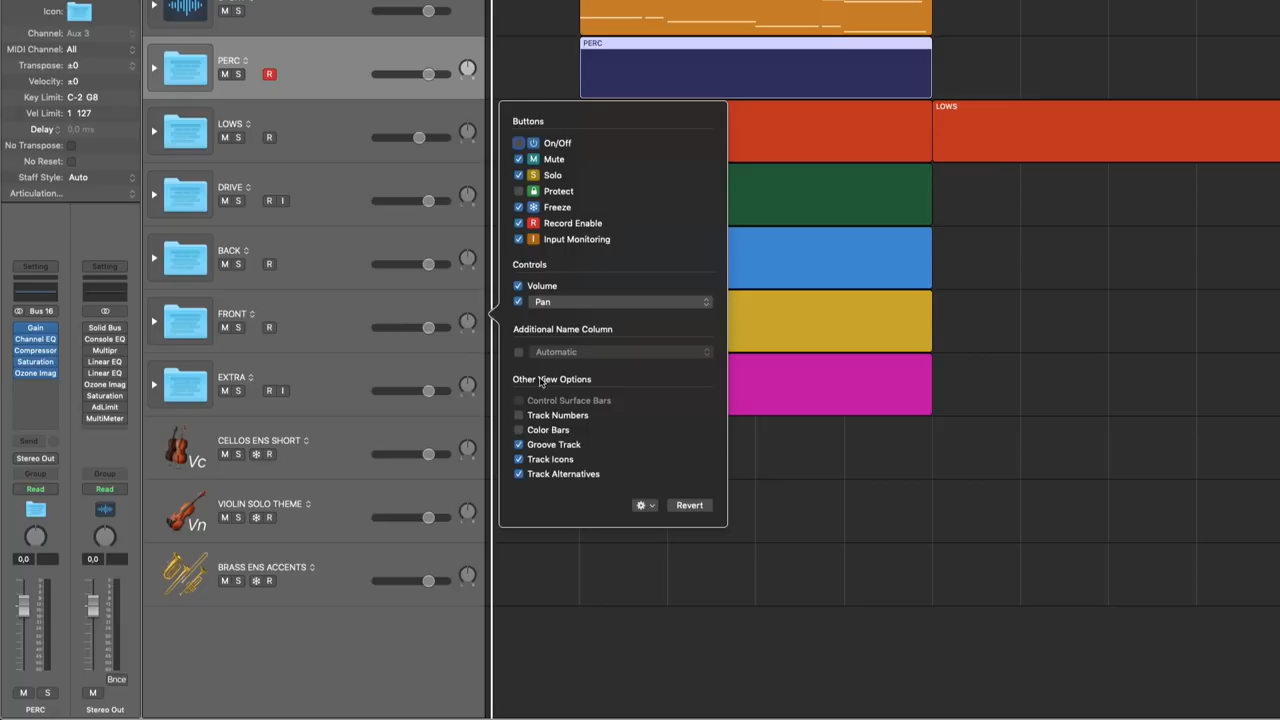 Icon:
Channel: Aux 3
MIDI Channel: All
Transpose: ±0
Velocity: ±0
Key Limit: C-2 G8
Vel Limit: 1 127
Delay 0,0 ms
No Transpose:
No Reset:
Staff Style: Auto
Articulation...
Setting
Setting
Bus 16
Gain
Channel EQ
Compressor
Saturation
Ozone Imag
Solid Bus
Console EQ
Multipr
Linear EQ
Linear EQ
Ozone Imag
Saturation
AdLimit
MultiMeter
Send
Stereo Out
Group
Group
Read
Read
0,0
0,0
Bnce
M S
M
PERC
Stereo Out
M S
PERC
M S R
LOWS
M S R
DRIVE
M S R I
BACK
M S R
FRONT
M S R
EXTRA
M S R I
Vc
CELLOS ENS SHORT
M S R
Vn
VIOLIN SOLO THEME
M S R
BRASS ENS ACCENTS
M S R
PERC
LOWS
Buttons
On/Off
M Mute
S Solo
Protect
Freeze
R Record Enable
I Input Monitoring
Controls
Volume
Pan
Additional Name Column
Automatic
Other View Options
Control Surface Bars
Track Numbers
Color Bars
Groove Track
Track Icons
Track Alternatives
Revert